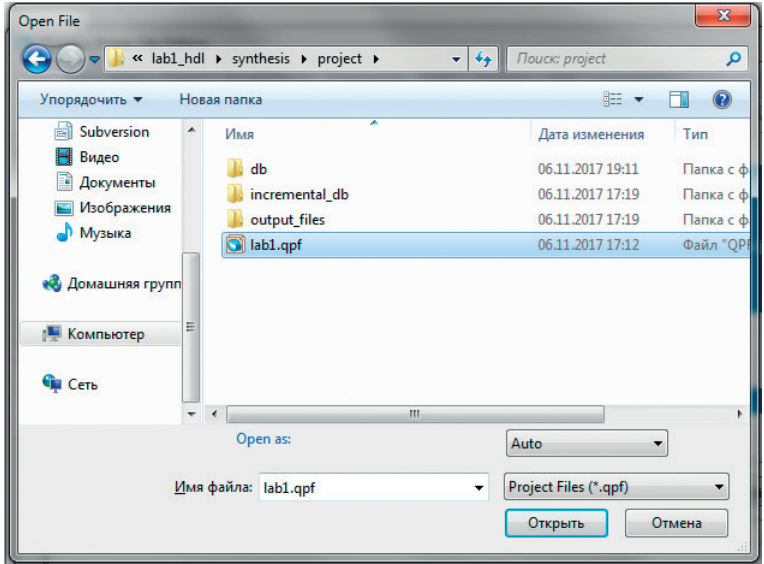 Open File
« lab1_hdl synthesis project Поиск: project
Упорядочить Новая папка
Subversion
Видео
Документы
Изображения
Музыка
Домашняя групп
Компьютер
Сеть
Имя Дата изменения Тип
db 06.11.2017 19:11 Папка с ф
incremental_db 06.11.2017 17:19 Папка с ф
output_files 06.11.2017 17:19 Папка с ф
lab1.qpf 06.11.2017 17:12 Файл "QPF
Open as: Auto
Имя файла: lab1.qpf Project Files (*.qpf)
Открыть Отмена